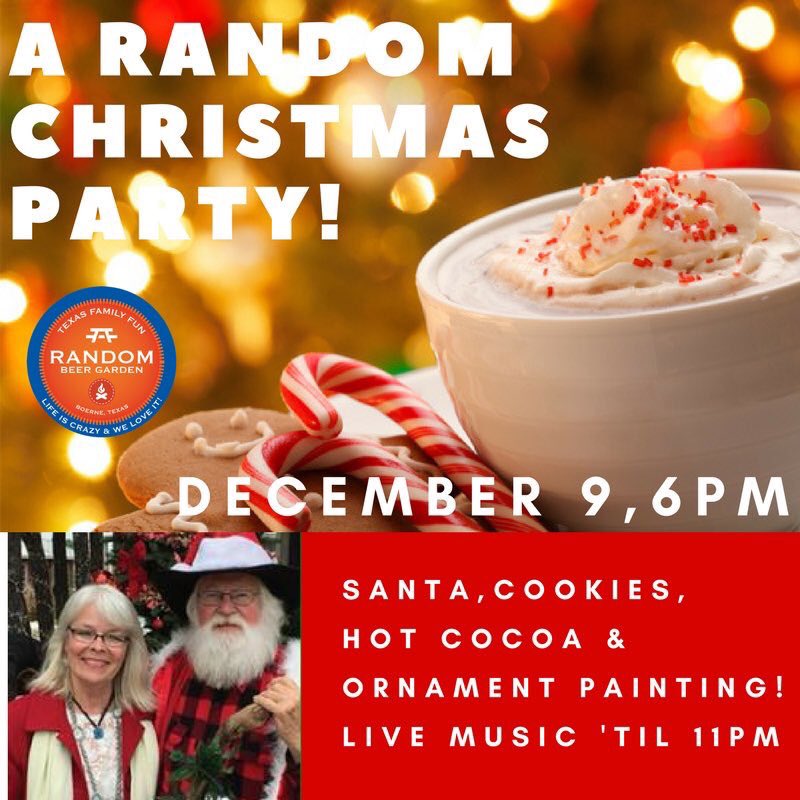 A RANDOM
CHRISTMAS
PARTY!
TEXAS FAMILY FUN
RANDOM
BEER GARDEN
BOERNE, TEXAS
LIFE IS CRAZY & WE LOVE IT!
DECEMBER 9,6PM
SANTA,COOKIES,
HOT COCOA &
ORNAMENT PAINTING!
LIVE MUSIC 'TIL 11PM